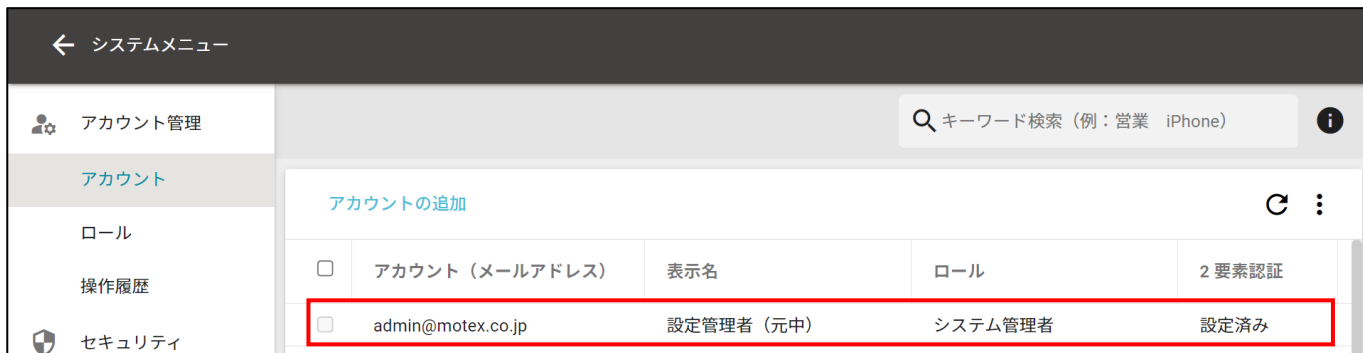 システムメニュー
アカウント管理
キーワード検索（例：営業　iPhone）
アカウント
アカウントの追加
ロール
アカウント（メールアドレス） 表示名 ロール 2 要素認証
操作履歴
admin@motex.co.jp 設定管理者（元中） システム管理者 設定済み
セキュリティ